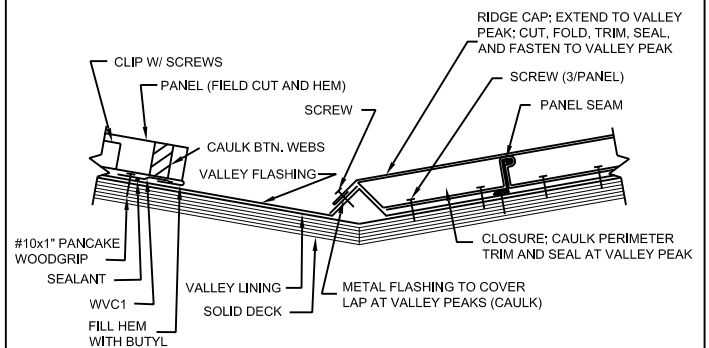 RIDGE CAP; EXTEND TO VALLEY
PEAK; CUT, FOLD, TRIM, SEAL,
AND FASTEN TO VALLEY PEAK
CLIP W/ SCREWS
PANEL (FIELD CUT AND HEM)
SCREW (3/PANEL)
SCREW
PANEL SEAM
CAULK BTN. WEBS
VALLEY FLASHING
#10x1" PANCAKE
WOODGRIP
SEALANT
WVC1
FILL HEM
WITH BUTYL
VALLEY LINING
SOLID DECK
METAL FLASHING TO COVER
LAP AT VALLEY PEAKS (CAULK)
CLOSURE; CAULK PERIMETER
TRIM AND SEAL AT VALLEY PEAK